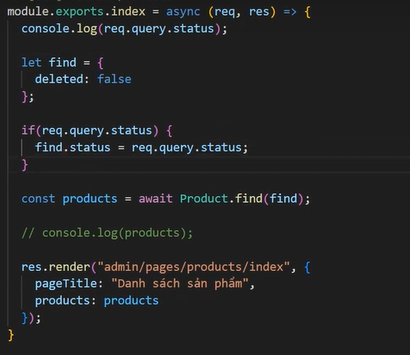 module.exports.index = async (req, res) => {
  console.log(req.query.status);
  let find = {
    deleted: false
  };
  if(req.query.status) {
    find.status = req.query.status;
  }
  const products = await Product.find(find);
  // console.log(products);
  res.render("admin/pages/products/index", {
    pageTitle: "Danh sách sản phẩm",
    products: products
  });
}